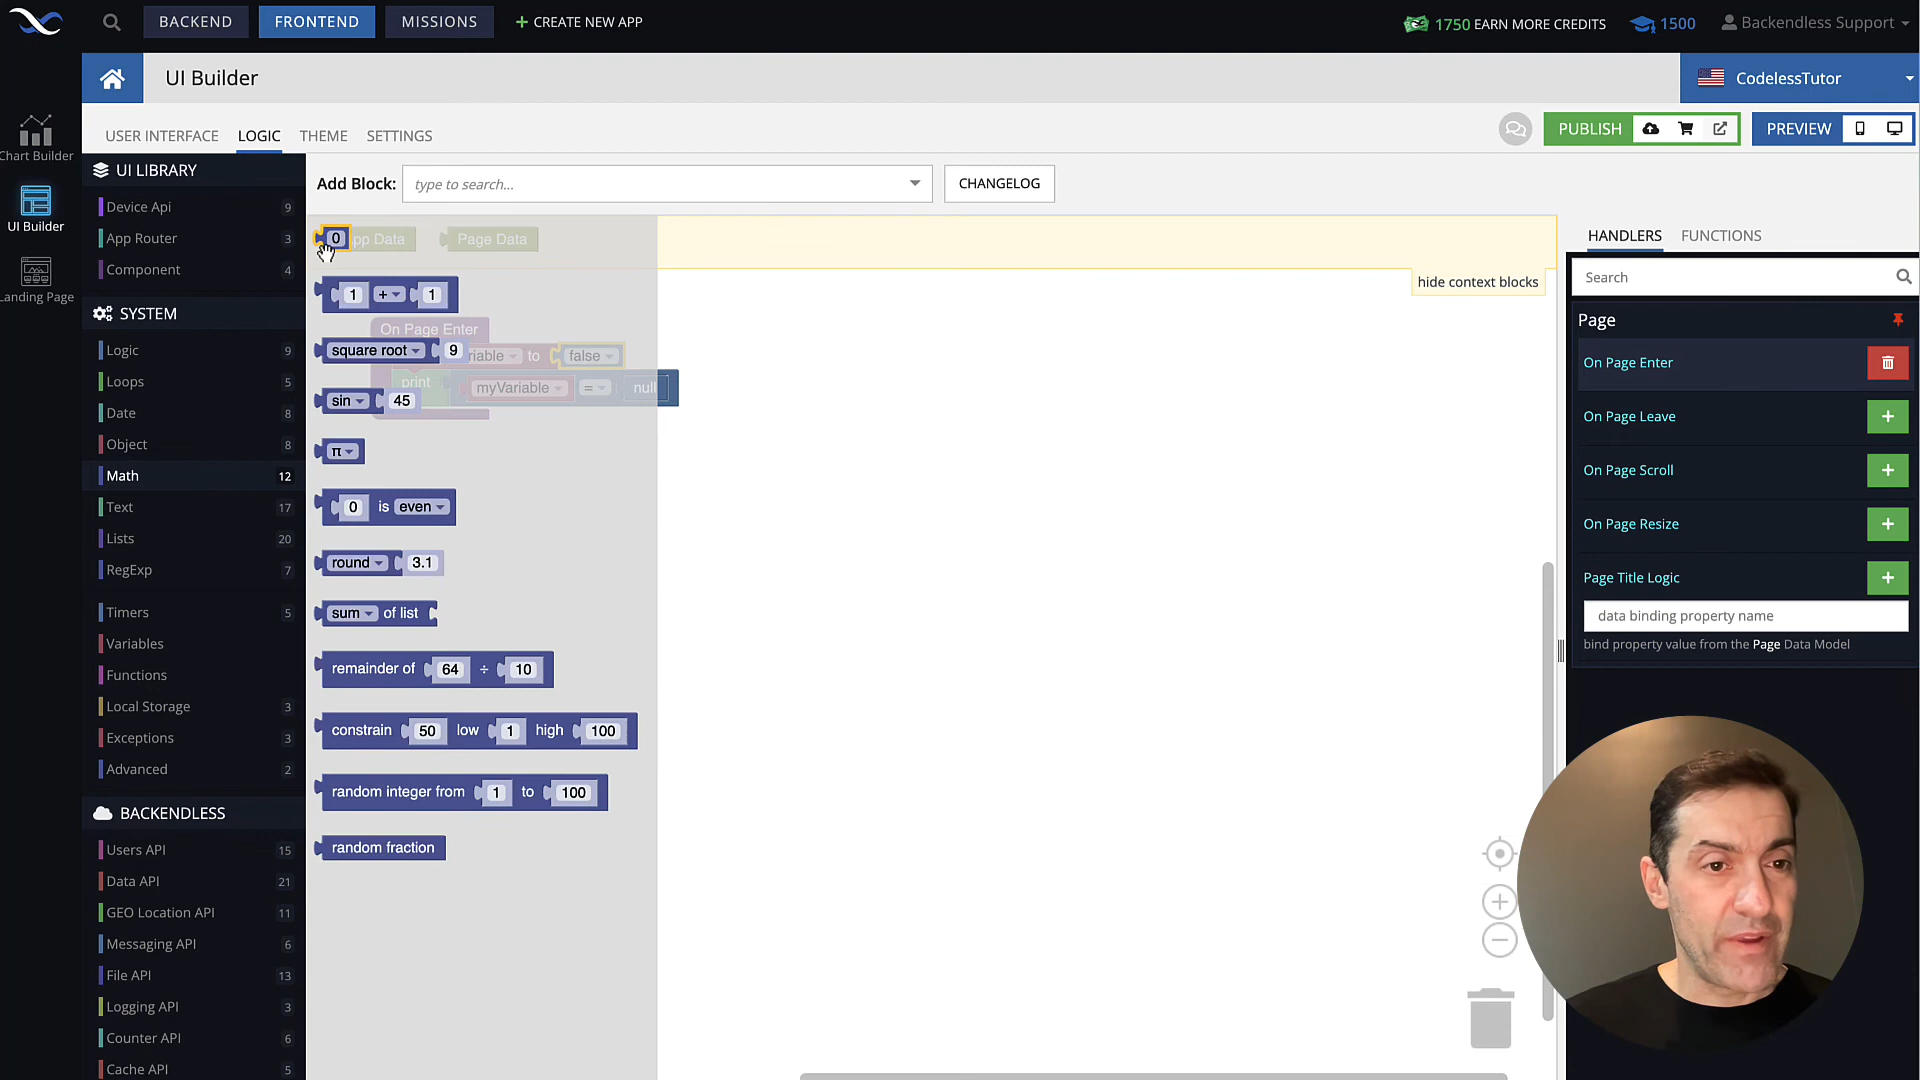 BACKEND
FRONTEND
MISSIONS
+ CREATE NEW APP
1750 EARN MORE CREDITS
1500
Backendless Support
UI Builder
CodelessTutor
Chart Builder
UI Builder
Landing Page
USER INTERFACE
LOGIC
THEME
SETTINGS
PUBLISH
PREVIEW
UI LIBRARY
Device Api 9
App Router 3
Component 4
SYSTEM
Logic 9
Loops 5
Date 8
Object 8
Math 12
Text 17
Lists 20
RegExp 7
Timers 5
Variables
Functions
Local Storage 3
Exceptions 3
Advanced 2
BACKENDLESS
Users API 15
Data API 21
GEO Location API 11
Messaging API 6
File API 13
Logging API 3
Counter API 6
Cache API 5
Add Block:
type to search...
CHANGELOG
0
pp Data
Page Data
hide context blocks
1 + 1
On Page Enter
square root 9
riable to false
print myVariable = null
sin 45
π
0 is even
round 3.1
sum of list
remainder of 64 ÷ 10
constrain 50 low 1 high 100
random integer from 1 to 100
random fraction
HANDLERS
FUNCTIONS
Search
Page
On Page Enter
On Page Leave
On Page Scroll
On Page Resize
Page Title Logic
data binding property name
bind property value from the Page Data Model